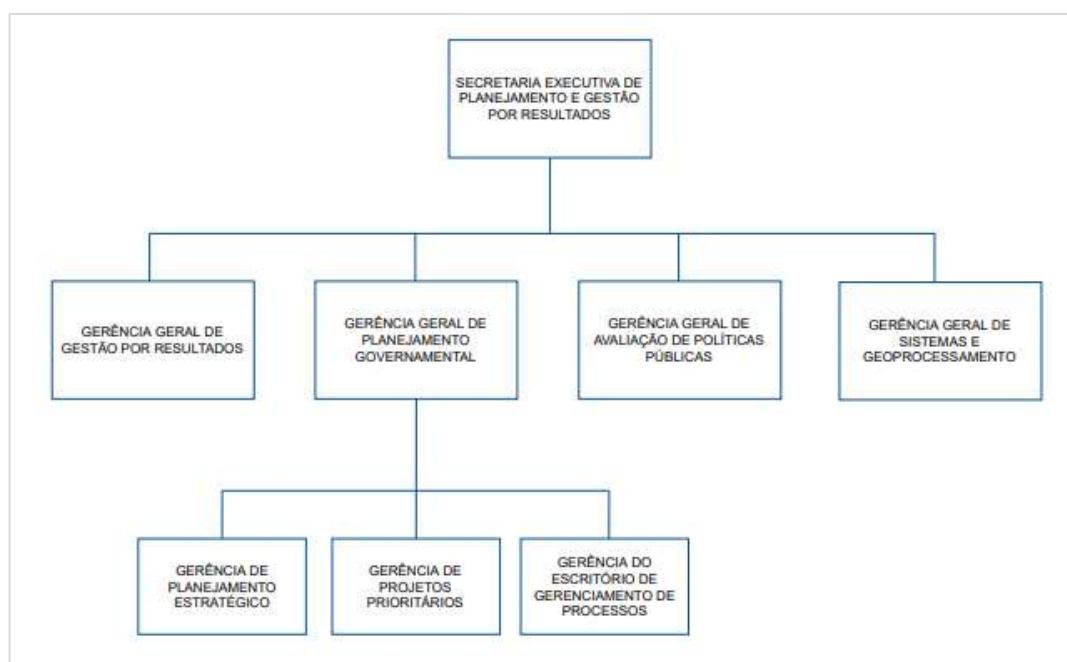 SECRETARIA EXECUTIVA DE
PLANEJAMENTO E GESTÃO
POR RESULTADOS
GERÊNCIA GERAL DE
GESTÃO POR RESULTADOS
GERÊNCIA GERAL DE
PLANEJAMENTO
GOVERNAMENTAL
GERÊNCIA GERAL DE
AVALIAÇÃO DE POLÍTICAS
PÚBLICAS
GERÊNCIA GERAL DE
SISTEMAS E
GEOPROCESSAMENTO
GERÊNCIA DE
PLANEJAMENTO
ESTRATÉGICO
GERÊNCIA DE
PROJETOS
PRIORITÁRIOS
GERÊNCIA DO
ESCRITÓRIO DE
GERENCIAMENTO DE
PROCESSOS